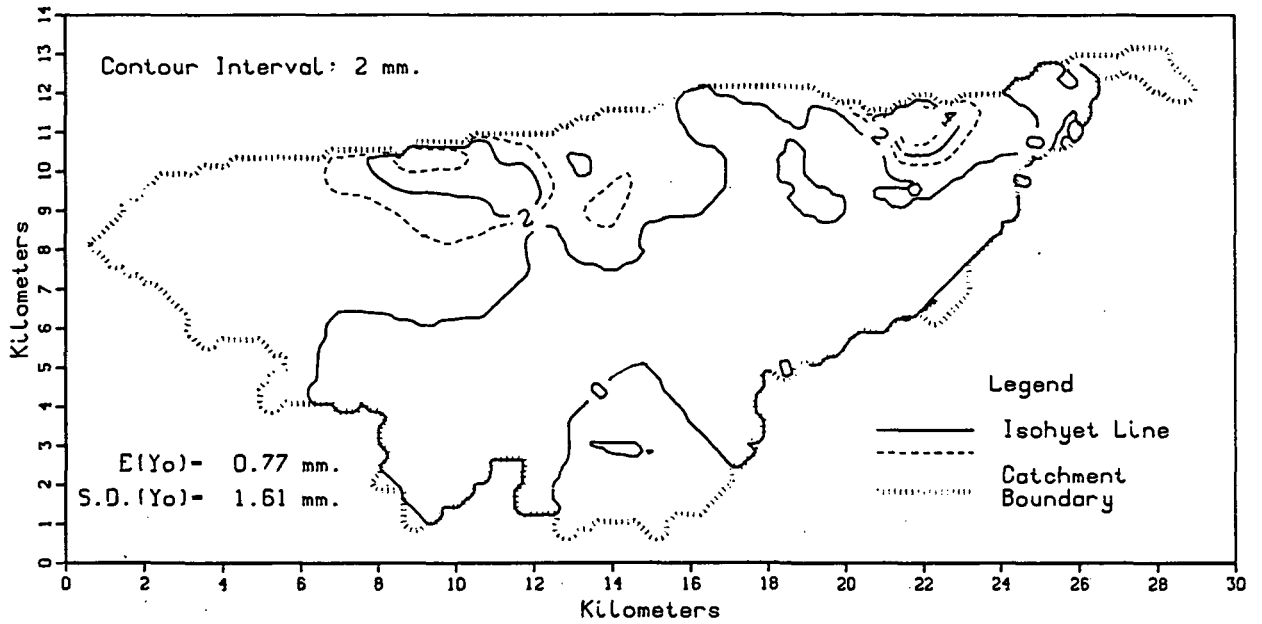 14
13
12
11
10
9
8
7
6
5
4
3
2
1
0
Kilometers
Contour Interval: 2 mm.
2
2
4
0
0
0
0
E(Yo)= 0.77 mm.
S.D.(Yo)= 1.61 mm.
Legend
Isohyet Line
Catchment
Boundary
0 2 4 6 8 10 12 14 16 18 20 22 24 26 28 30
Kilometers